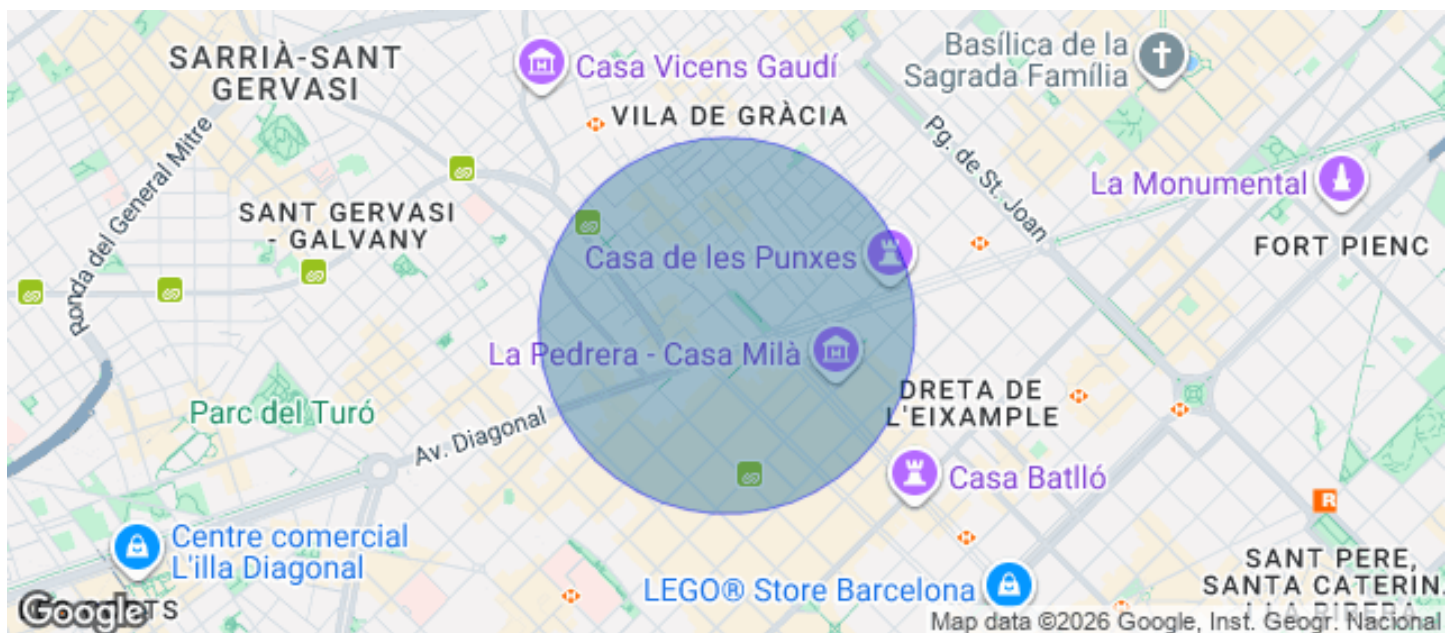 SARRIÀ-SANT
GERVASI
Casa Vicens Gaudí
Basílica de la
Sagrada Família
VILA DE GRÀCIA
Ronda del General Mitre
Pg. de St. Joan
La Monumental
SANT GERVASI
- GALVANY
FORT PIENC
Casa de les Punxes
La Pedrera - Casa Milà
DRETA DE
L'EIXAMPLE
Parc del Turó
Av. Diagonal
Casa Batlló
R
Centre comercial
L'illa Diagonal
SANT PERE,
SANTA CATERIN
LEGO® Store Barcelona
Google
Map data ©2026 Google, Inst. Geogr. Nacional